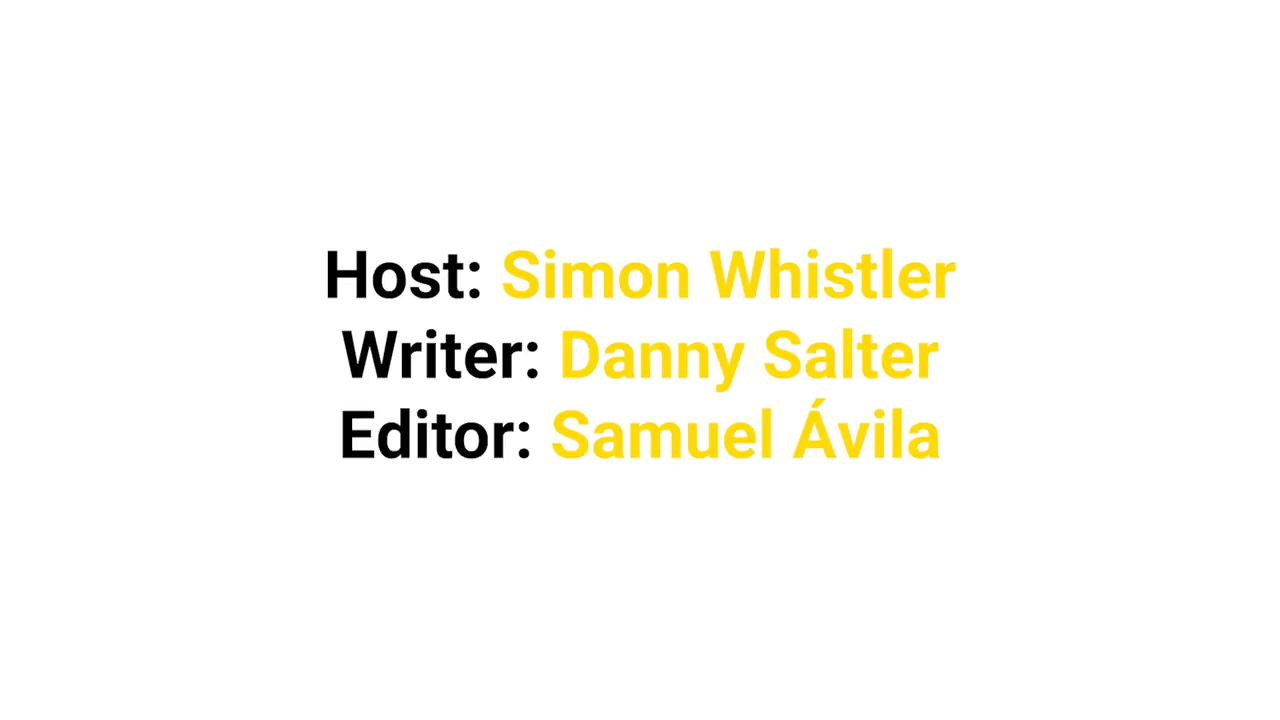 Host: Simon Whistler
Writer: Danny Salter
Editor: Samuel Ávila